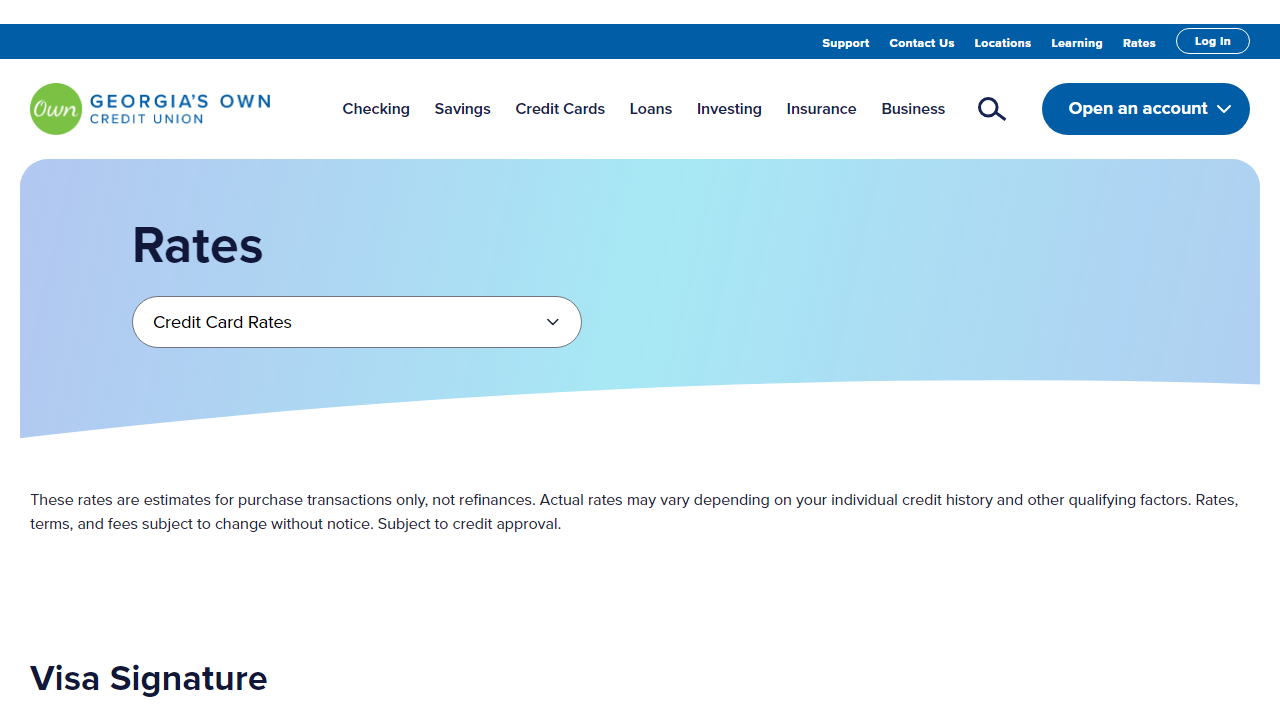 Support Contact Us Locations Learning Rates Log In
Own GEORGIA'S OWN
CREDIT UNION
Checking Savings Credit Cards Loans Investing Insurance Business Open an account
Rates
Credit Card Rates
These rates are estimates for purchase transactions only, not refinances. Actual rates may vary depending on your individual credit history and other qualifying factors. Rates,
terms, and fees subject to change without notice. Subject to credit approval.
Visa Signature